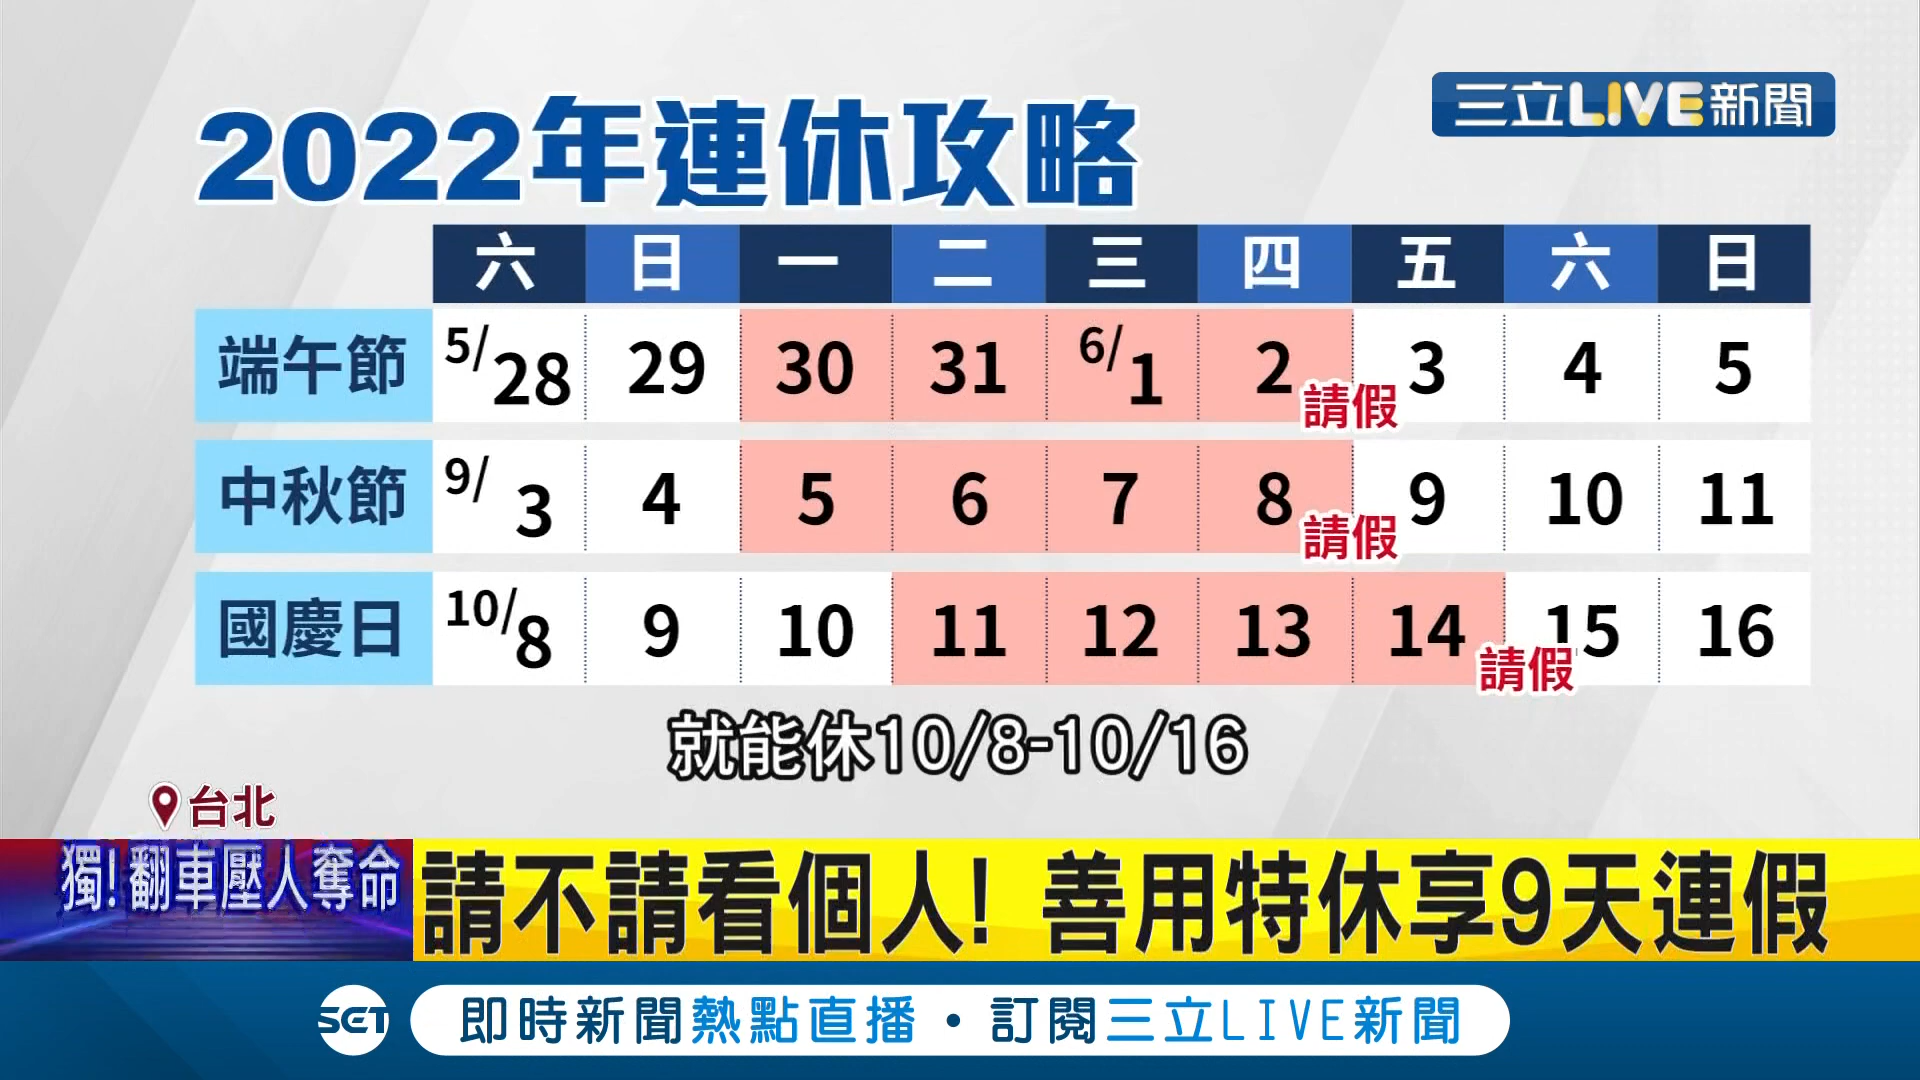 三立LIVE新聞
2022年連休攻略
六 日 一 二 三 四 五 六 日
端午節 5/28 29 30 31 6/1 2 3 4 5
請假
中秋節 9/3 4 5 6 7 8 9 10 11
請假
國慶日 10/8 9 10 11 12 13 14 15 16
請假
就能休10/8-10/16
台北
獨!翻車壓人奪命
請不請看個人! 善用特休享9天連假
SET 即時新聞熱點直播・訂閱三立LIVE新聞